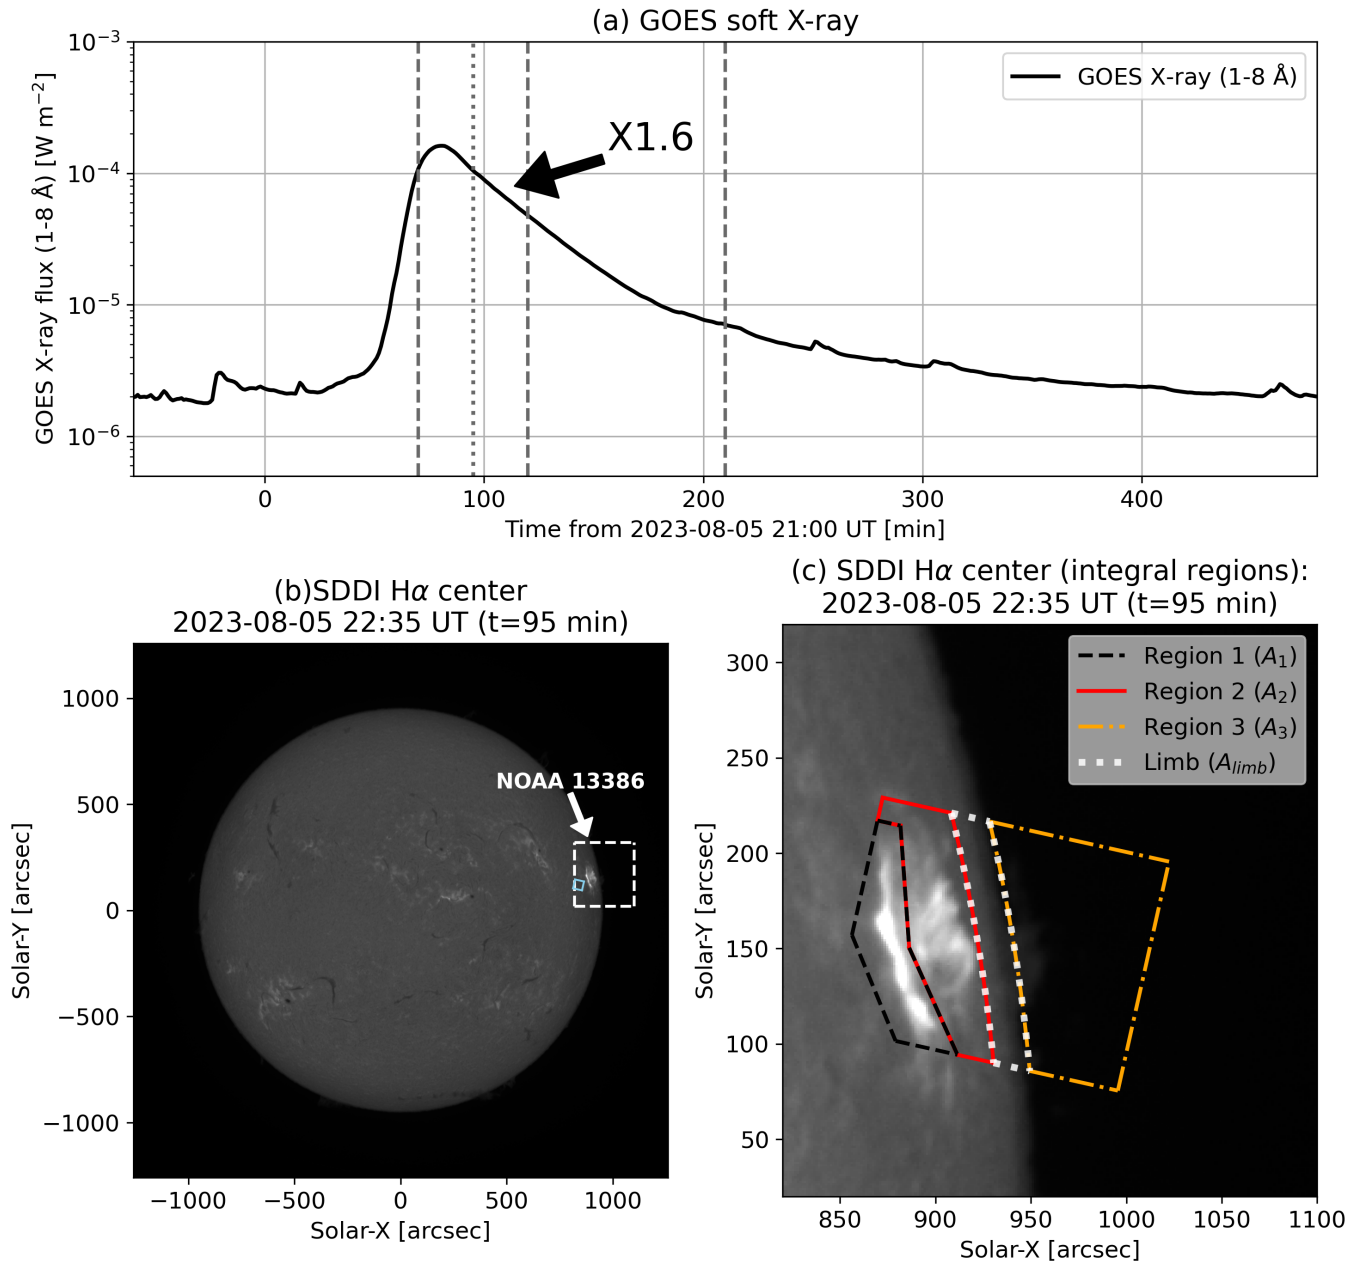 (a) GOES soft X-ray
GOES X-ray flux (1-8 Å) [W m⁻²]
10⁻³
10⁻⁴
10⁻⁵
10⁻⁶
GOES X-ray (1-8 Å)
X1.6
0 100 200 300 400
Time from 2023-08-05 21:00 UT [min]
(b)SDDI Hα center
2023-08-05 22:35 UT (t=95 min)
Solar-Y [arcsec]
1000
500
0
−500
−1000
NOAA 13386
−1000 −500 0 500 1000
Solar-X [arcsec]
(c) SDDI Hα center (integral regions):
2023-08-05 22:35 UT (t=95 min)
Solar-Y [arcsec]
300
250
200
150
100
50
Region 1 (A₁)
Region 2 (A₂)
Region 3 (A₃)
Limb (A_limb)
850 900 950 1000 1050 1100
Solar-X [arcsec]